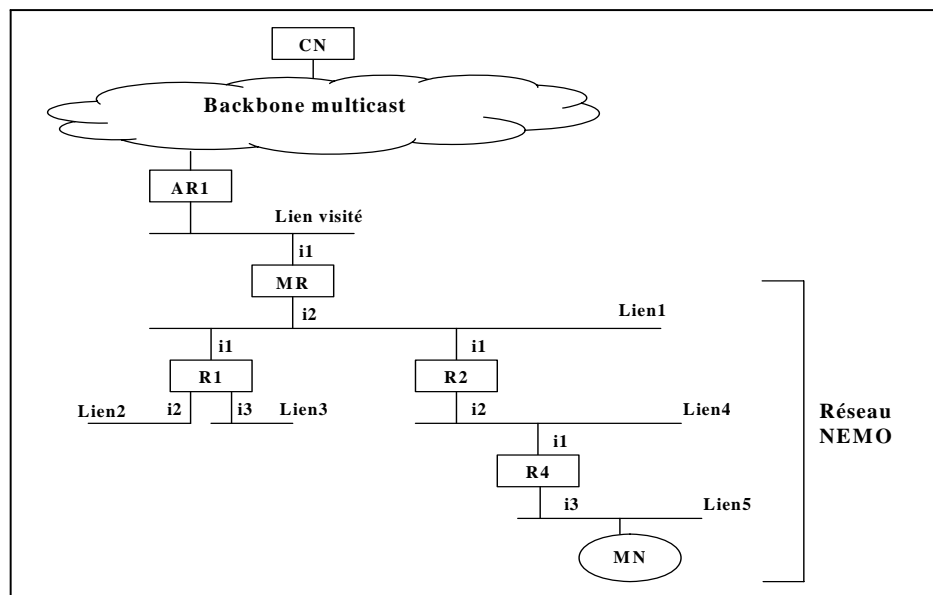 CN
Backbone multicast
AR1
Lien visité
i1
MR
i2
Lien1
i1
i1
R1
R2
Lien2
i2
i3
Lien3
i2
Lien4
Réseau
NEMO
i1
R4
i3
Lien5
MN